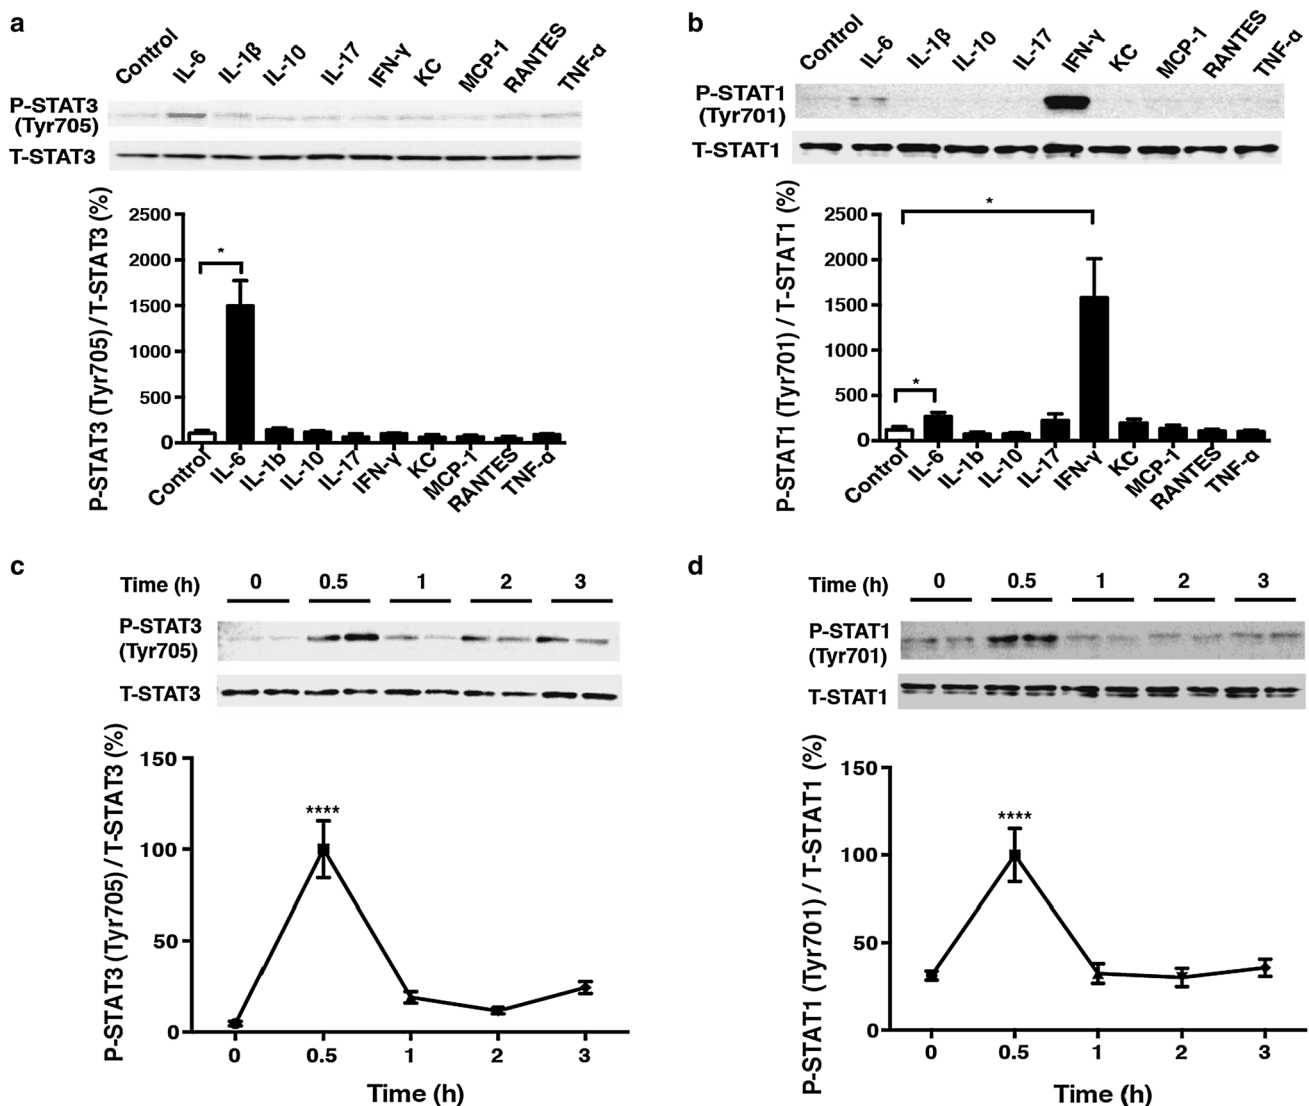 a
Control IL-6 IL-1β IL-10 IL-17 IFN-γ KC MCP-1 RANTES TNF-α
P-STAT3
(Tyr705)
T-STAT3
P-STAT3 (Tyr705) / T-STAT3 (%)
2500
2000
1500
1000
500
0
*
Control IL-6 IL-1b IL-10 IL-17 IFN-γ KC MCP-1 RANTES TNF-α
b
Control IL-6 IL-1β IL-10 IL-17 IFN-γ KC MCP-1 RANTES TNF-α
P-STAT1
(Tyr701)
T-STAT1
P-STAT1 (Tyr701) / T-STAT1 (%)
2500
2000
1500
1000
500
0
*
*
Control IL-6 IL-1b IL-10 IL-17 IFN-γ KC MCP-1 RANTES TNF-α
c
Time (h) 0 0.5 1 2 3
P-STAT3
(Tyr705)
T-STAT3
P-STAT3 (Tyr705) / T-STAT3 (%)
150
100
50
0
****
0 0.5 1 2 3
Time (h)
d
Time (h) 0 0.5 1 2 3
P-STAT1
(Tyr701)
T-STAT1
P-STAT1 (Tyr701) / T-STAT1 (%)
150
100
50
0
****
0 0.5 1 2 3
Time (h)